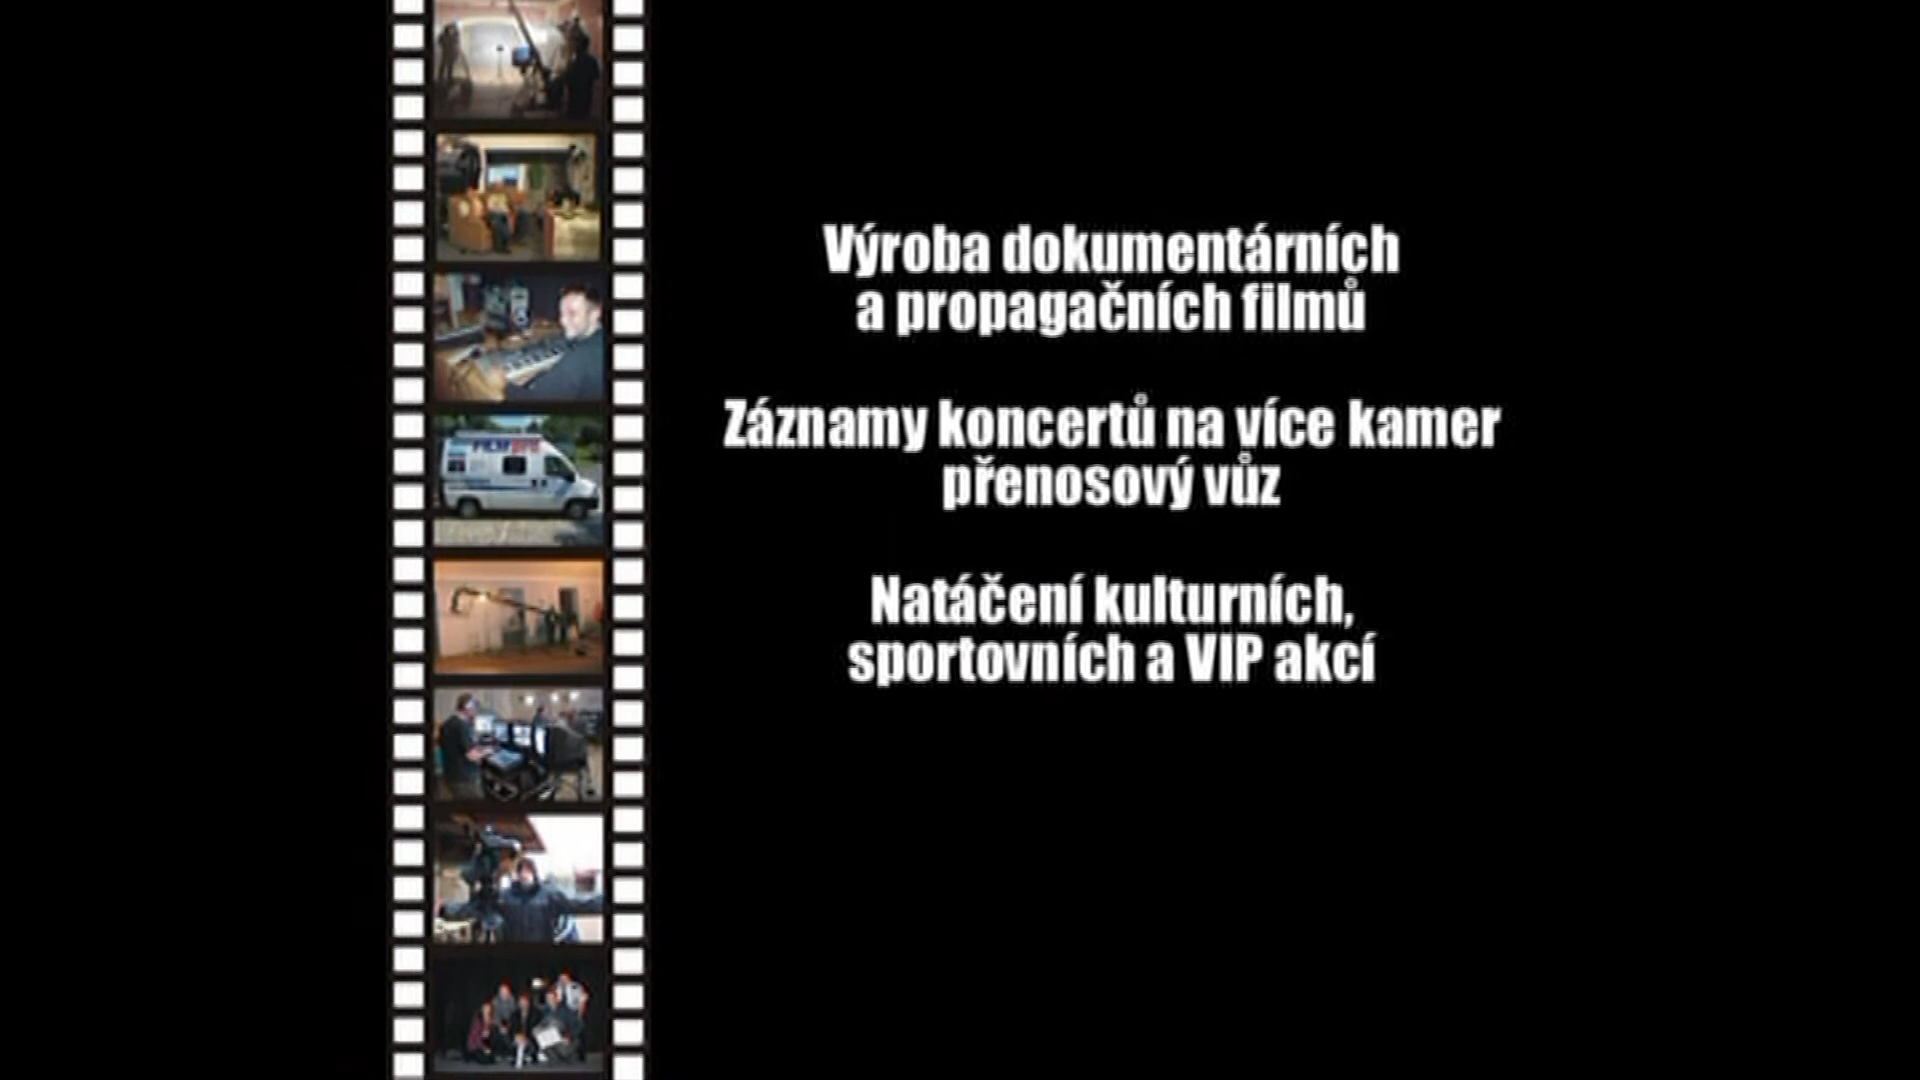 Výroba dokumentárních
a propagačních filmů
Záznamy koncertů na více kamer
přenosový vůz
Natáčení kulturních,
sportovních a VIP akcí